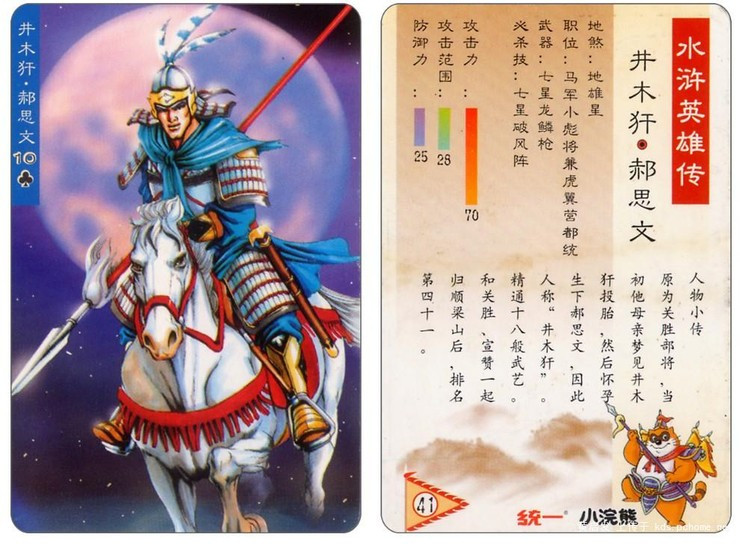 井木犴·郝思文
10
水浒英雄传
井木犴·郝思文
地煞：地雄星
职位：马军小彪将兼虎翼营都统
武器：七星龙鳞枪
必杀技：七星破风阵
攻击力：
70
攻击范围：
28
防御力：
25
人物小传
原为关胜部将，当
初他母亲梦见井木
犴投胎，然后怀孕
生下郝思文，因此
人称“井木犴”。
精通十八般武艺。
和关胜、宣赞一起
归顺梁山后，排名
第四十一。
41
统一® 小浣熊